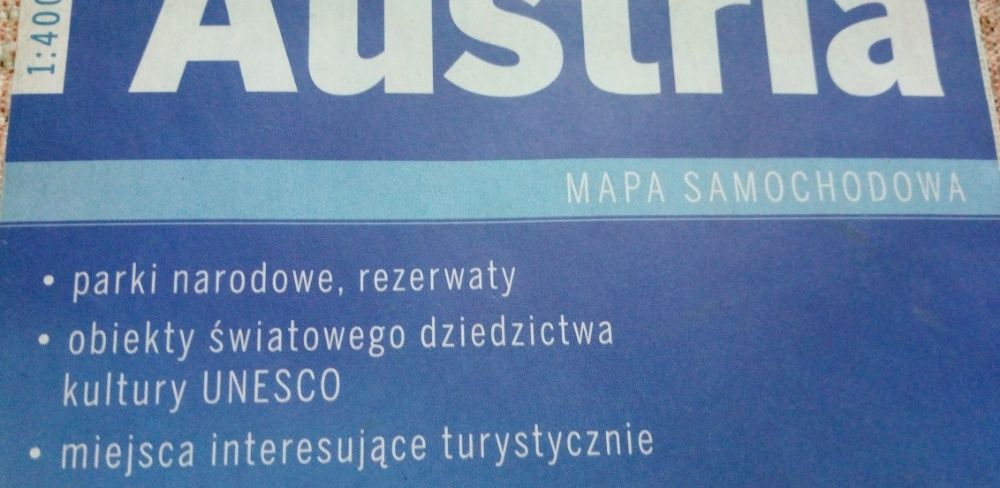 Austria
MAPA SAMOCHODOWA
• parki narodowe, rezerwaty
• obiekty światowego dziedzictwa
kultury UNESCO
• miejsca interesujące turystycznie